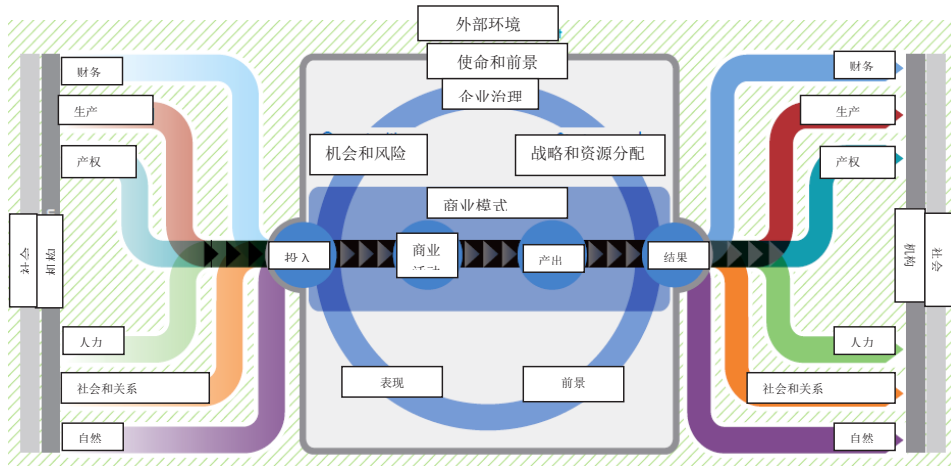 外部环境
使命和前景
企业治理
机会和风险
战略和资源分配
商业模式
投入
商业
活动
产出
结果
表现
前景
财务
生产
产权
人力
社会和关系
自然
社会
机构
财务
生产
产权
人力
社会和关系
自然
机构
社会